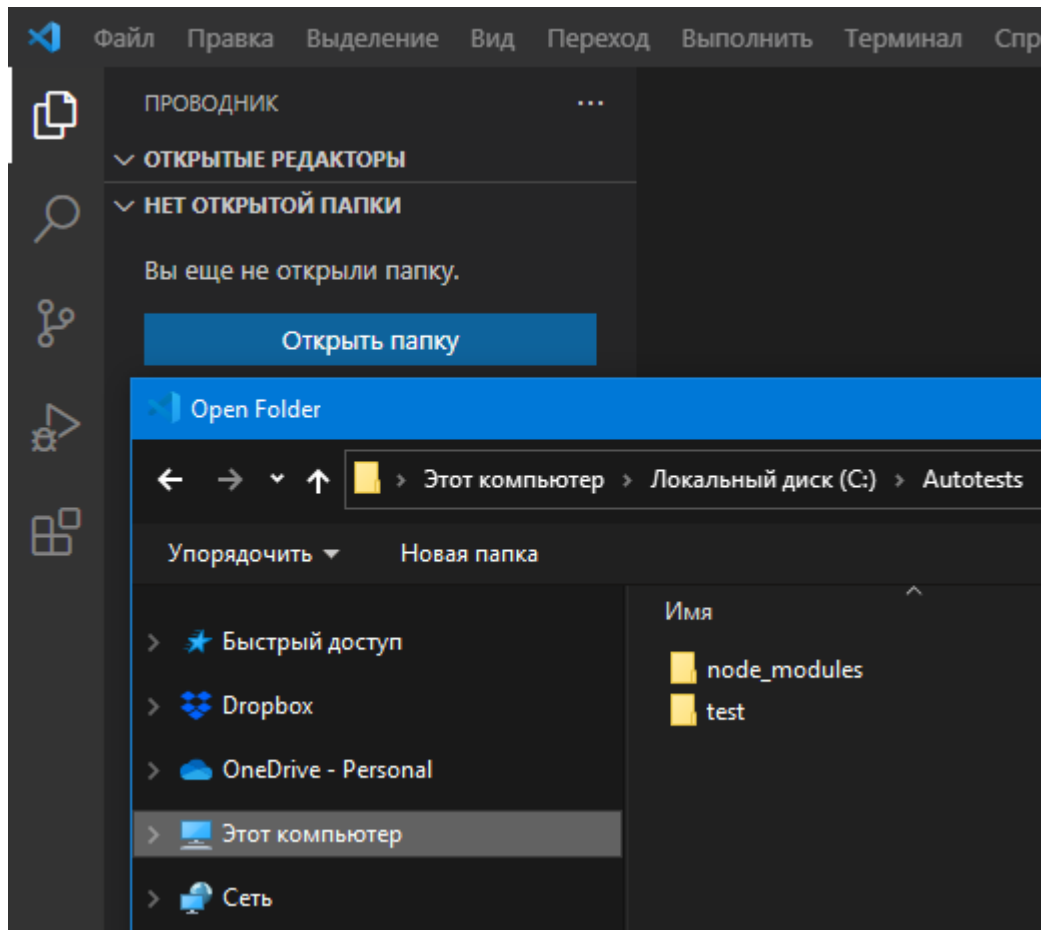 Файл Правка Выделение Вид Переход Выполнить Терминал Спр
ПРОВОДНИК ...
ОТКРЫТЫЕ РЕДАКТОРЫ
НЕТ ОТКРЫТОЙ ПАПКИ
Вы еще не открыли папку.
Открыть папку
Open Folder
Этот компьютер > Локальный диск (C:) > Autotests
Упорядочить Новая папка
Имя
Быстрый доступ
node_modules
Dropbox
test
OneDrive - Personal
Этот компьютер
Сеть